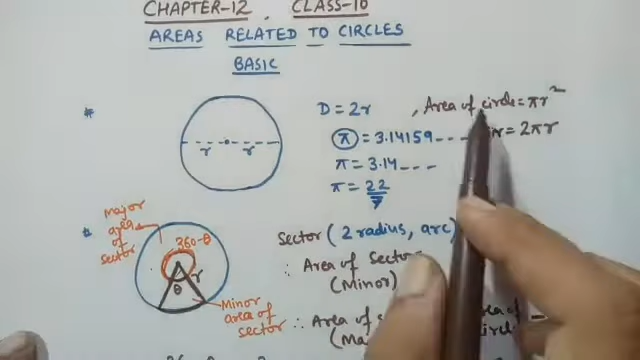 CHAPTER-12, CLASS-10
AREAS RELATED TO CIRCLES
BASIC
* D = 2r , Area of circle = πr²
r r π = 3.14159---- = 2πr
π = 3.14---
π = 22/7
major area of sector
* 360-θ
θ r
Minor area of sector
Sector (2 radius, arc)
∴ Area of Sector (Minor)
∴ Area of